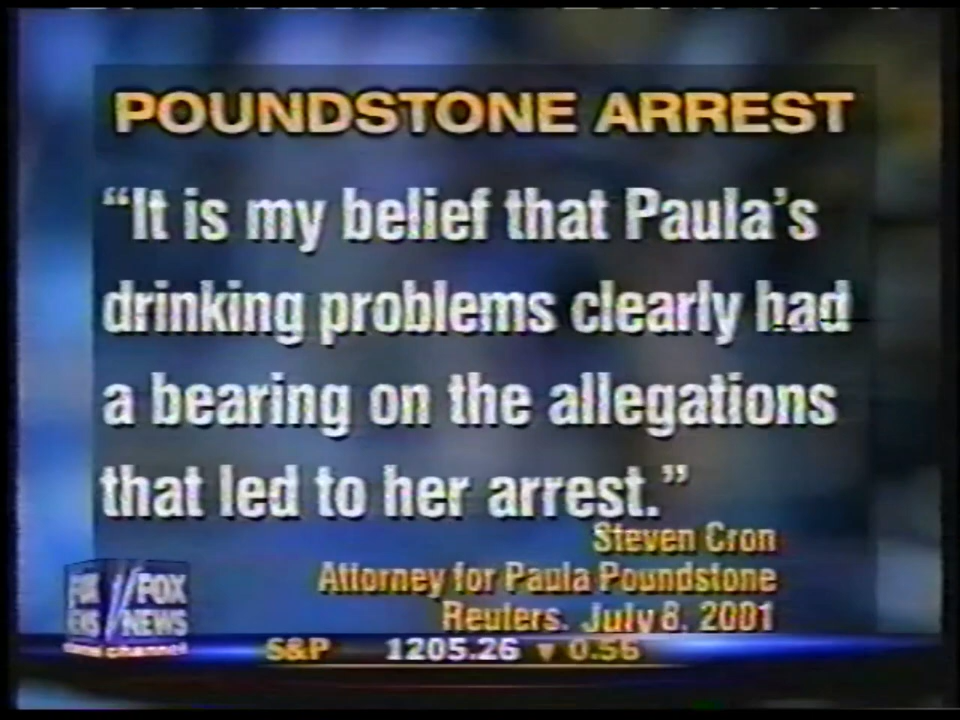 POUNDSTONE ARREST
“It is my belief that Paula’s
drinking problems clearly had
a bearing on the allegations
that led to her arrest.”
Steven Cron
Attorney for Paula Poundstone
Reuters, July 8, 2001
FOX
NEWS
FOX
NEWS
channel
S&P 1205.26 ▼ 0.56